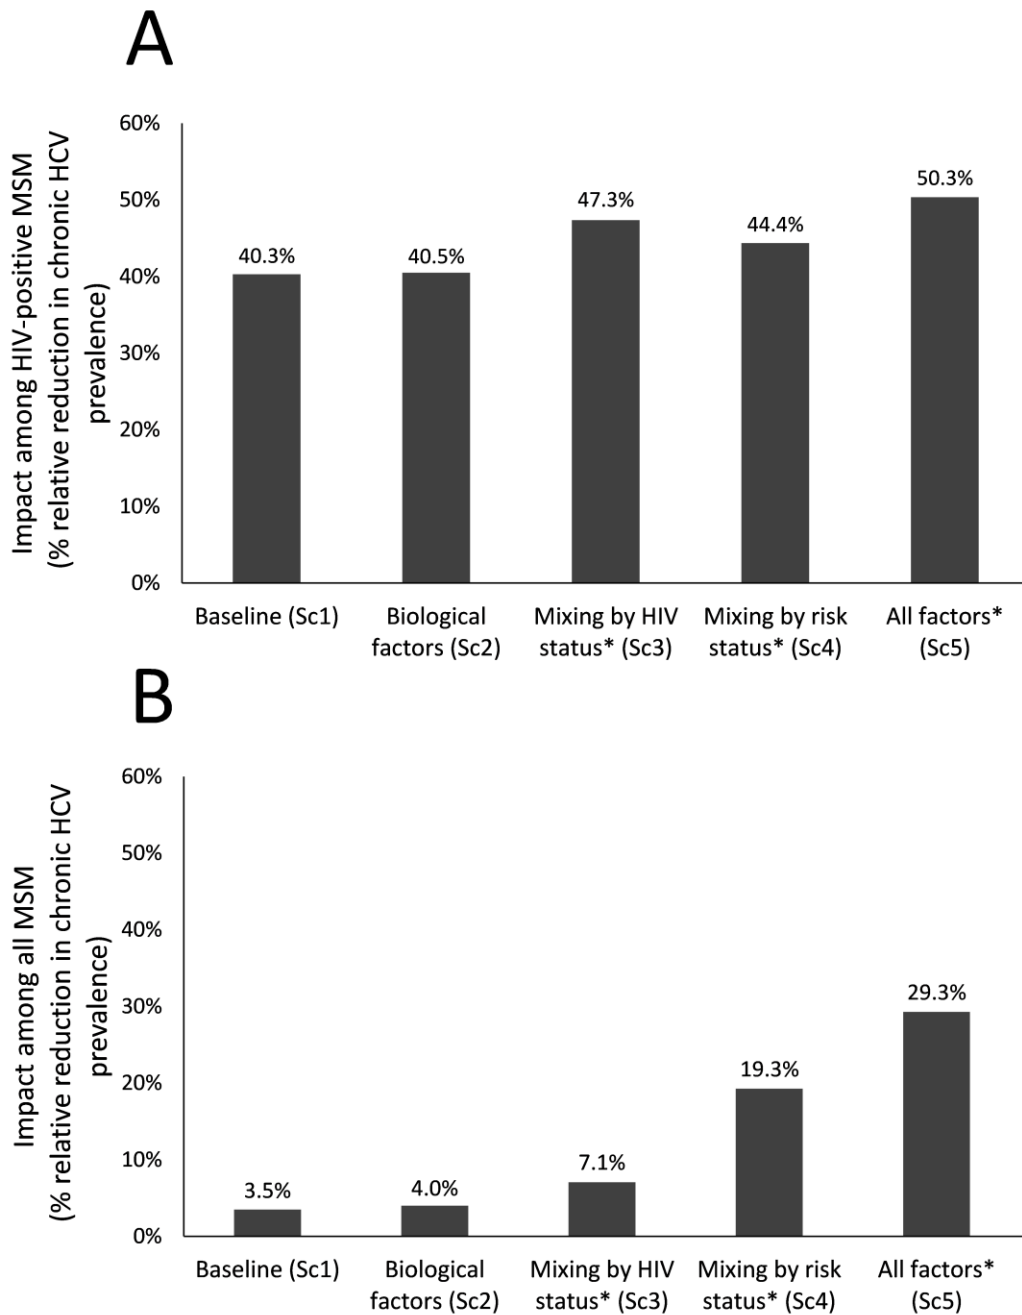 A
Impact among HIV-positive MSM
(% relative reduction in chronic HCV
prevalence)
60%
50%
40%
30%
20%
10%
0%
40.3%
40.5%
47.3%
44.4%
50.3%
Baseline (Sc1)
Biological
factors (Sc2)
Mixing by HIV
status* (Sc3)
Mixing by risk
status* (Sc4)
All factors*
(Sc5)
B
Impact among all MSM
(% relative reduction in chronic HCV
prevalence)
60%
50%
40%
30%
20%
10%
0%
3.5%
4.0%
7.1%
19.3%
29.3%
Baseline (Sc1)
Biological
factors (Sc2)
Mixing by HIV
status* (Sc3)
Mixing by risk
status* (Sc4)
All factors*
(Sc5)